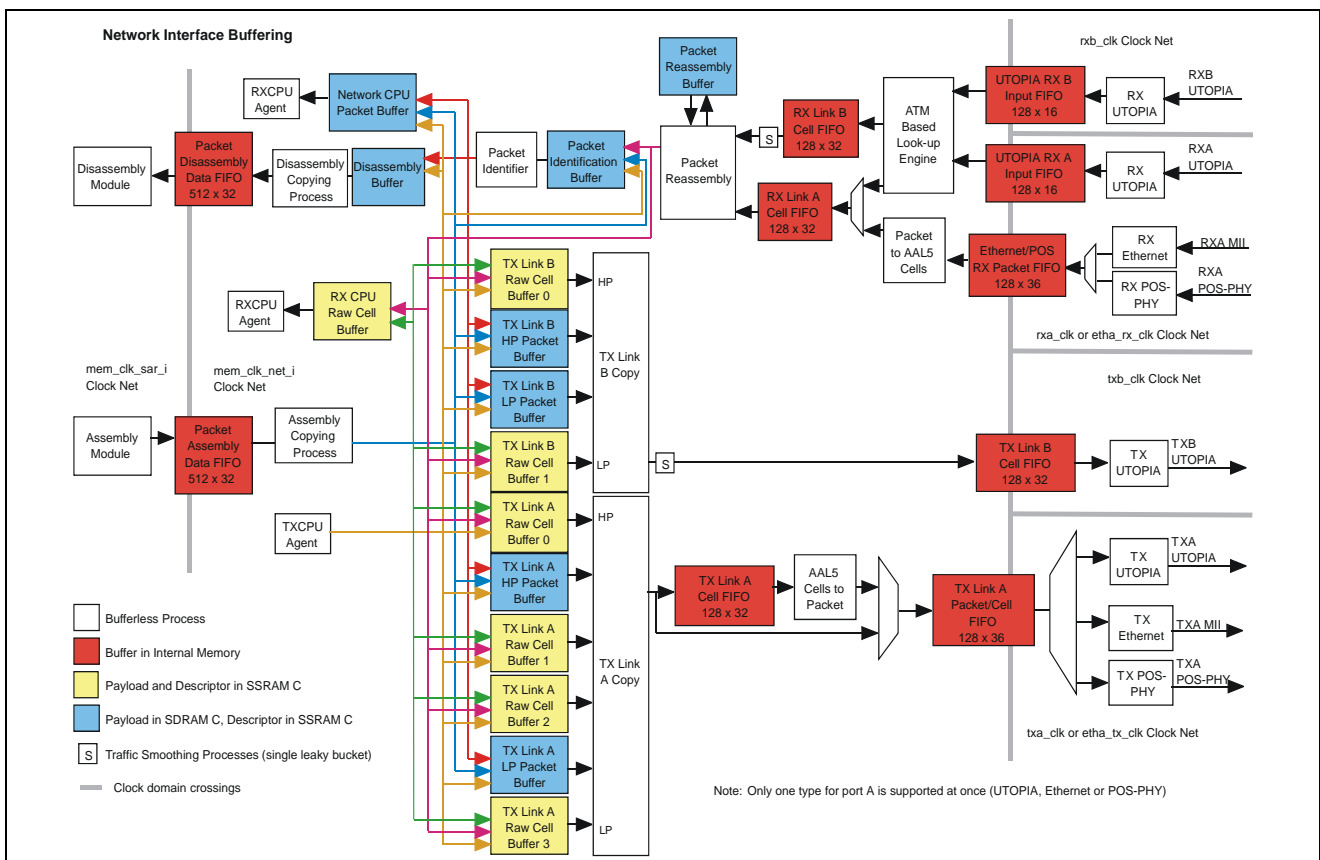 Network Interface Buffering
rxb_clk Clock Net
RXCPU
Agent
Network CPU
Packet Buffer
Packet
Reassembly
Buffer
RX Link B
Cell FIFO
128 x 32
S
ATM
Based
Look-up
Engine
UTOPIA RX B
Input FIFO
128 x 16
RX
UTOPIA
RXB
UTOPIA
Disassembly
Module
Packet
Disassembly
Data FIFO
512 x 32
Disassembly
Copying
Process
Disassembly
Buffer
Packet
Identifier
Packet
Identification
Buffer
Packet
Reassembly
RX Link A
Cell FIFO
128 x 32
UTOPIA RX A
Input FIFO
128 x 16
RX
UTOPIA
RXA
UTOPIA
Packet
to AAL5
Cells
Ethernet/POS
RX Packet FIFO
128 x 36
RX
Ethernet
RXA MII
RX POS-
PHY
RXA
POS-PHY
rxa_clk or etha_rx_clk Clock Net
RXCPU
Agent
RX CPU
Raw Cell
Buffer
TX Link B
Raw Cell
Buffer 0
HP
TX Link B
HP Packet
Buffer
TX Link
B Copy
TX Link B
LP Packet
Buffer
TX Link B
Raw Cell
Buffer 1
LP
S
mem_clk_sar_i
Clock Net
mem_clk_net_i
Clock Net
txb_clk Clock Net
Assembly
Module
Packet
Assembly
Data FIFO
512 x 32
Assembly
Copying
Process
TX Link B
Cell FIFO
128 x 32
TX
UTOPIA
TXB
UTOPIA
TXCPU
Agent
TX Link A
Raw Cell
Buffer 0
HP
TX Link A
HP Packet
Buffer
TX Link A
Raw Cell
Buffer 1
TX Link
A Copy
TX Link A
Raw Cell
Buffer 2
TX Link A
LP Packet
Buffer
TX Link A
Raw Cell
Buffer 3
LP
TX Link A
Cell FIFO
128 x 32
AAL5
Cells to
Packet
TX Link A
Packet/Cell
FIFO
128 x 36
TX
UTOPIA
TXA
UTOPIA
TX
Ethernet
TXA MII
TX POS-
PHY
TXA
POS-PHY
txa_clk or etha_tx_clk Clock Net
Bufferless Process
Buffer in Internal Memory
Payload and Descriptor in SSRAM C
Payload in SDRAM C, Descriptor in SSRAM C
S Traffic Smoothing Processes (single leaky bucket)
Clock domain crossings
Note: Only one type for port A is supported at once (UTOPIA, Ethernet or POS-PHY)